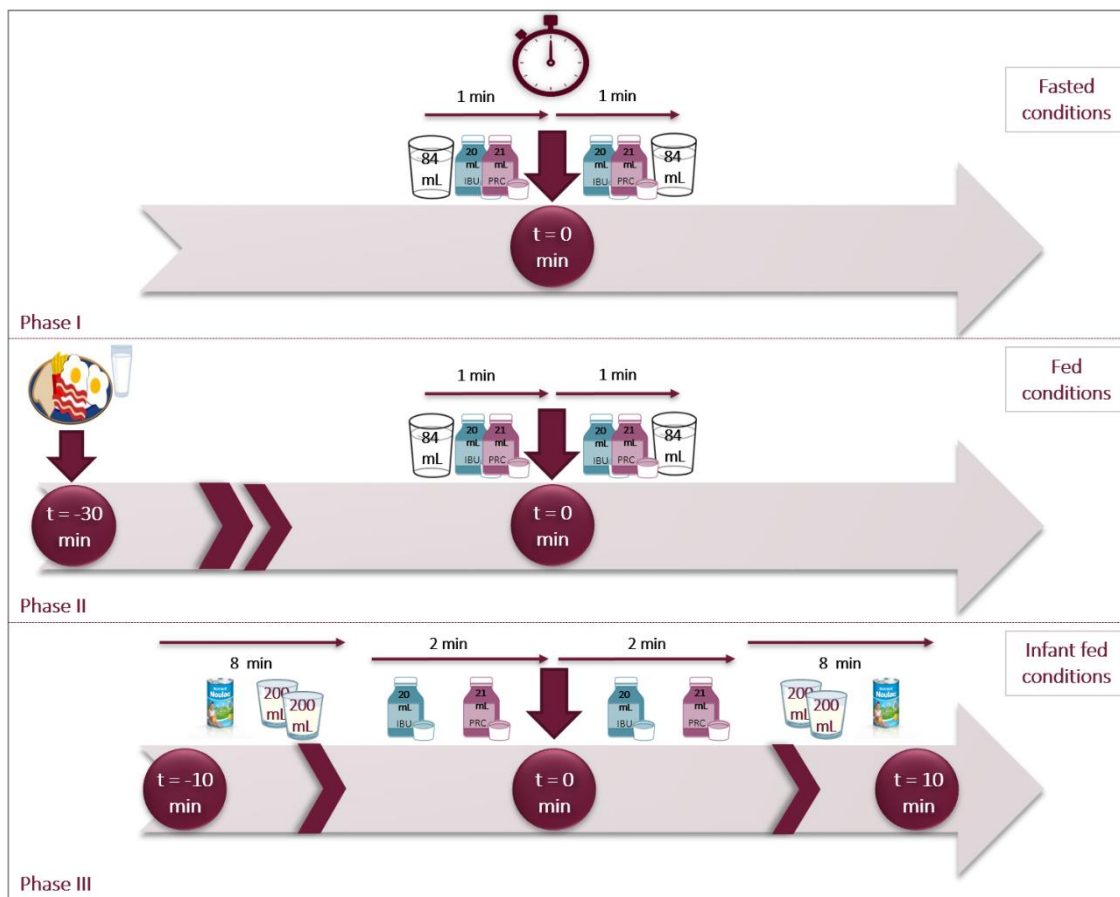 1 min
1 min
Fasted
conditions
84
mL
20
mL
IBU
21
mL
PRC
20
mL
IBU
21
mL
PRC
84
mL
t = 0
min
Phase I
1 min
1 min
Fed
conditions
84
mL
20
mL
IBU
21
mL
PRC
20
mL
IBU
21
mL
PRC
84
mL
t = -30
min
t = 0
min
Phase II
8 min
2 min
2 min
8 min
Infant fed
conditions
Noulac
200
mL
200
mL
20
mL
IBU
21
mL
PRC
20
mL
IBU
21
mL
PRC
200
mL
200
mL
Noulac
t = -10
min
t = 0
min
t = 10
min
Phase III